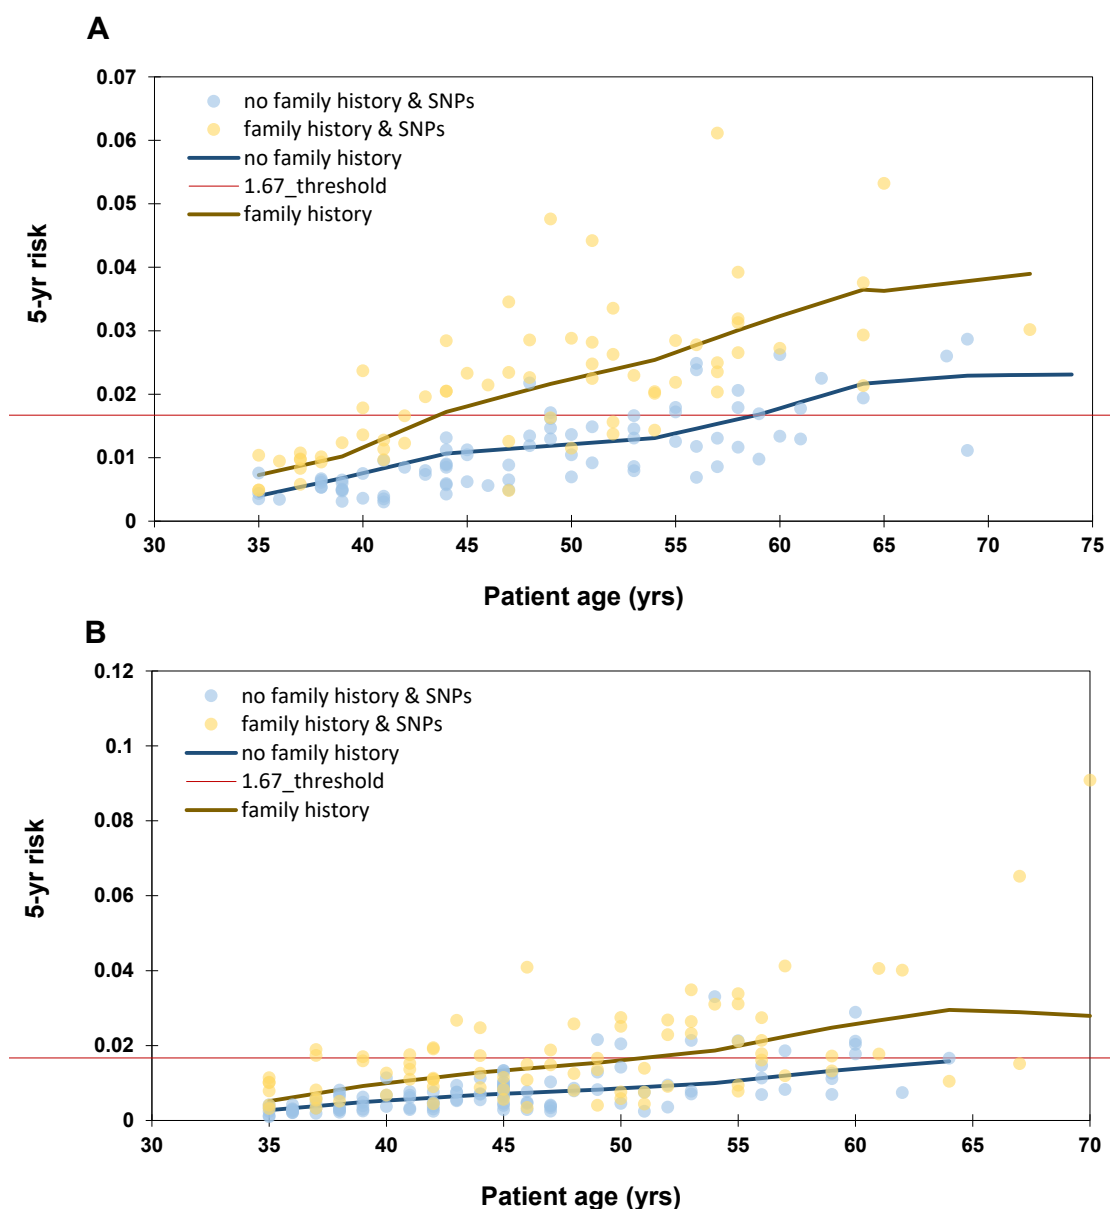 A
0.07
0.06
0.05
0.04
0.03
0.02
0.01
0
no family history & SNPs
family history & SNPs
no family history
1.67_threshold
family history
5-yr risk
30 35 40 45 50 55 60 65 70 75
Patient age (yrs)
B
0.12
0.1
0.08
0.06
0.04
0.02
0
no family history & SNPs
family history & SNPs
no family history
1.67_threshold
family history
5-yr risk
30 35 40 45 50 55 60 65 70
Patient age (yrs)